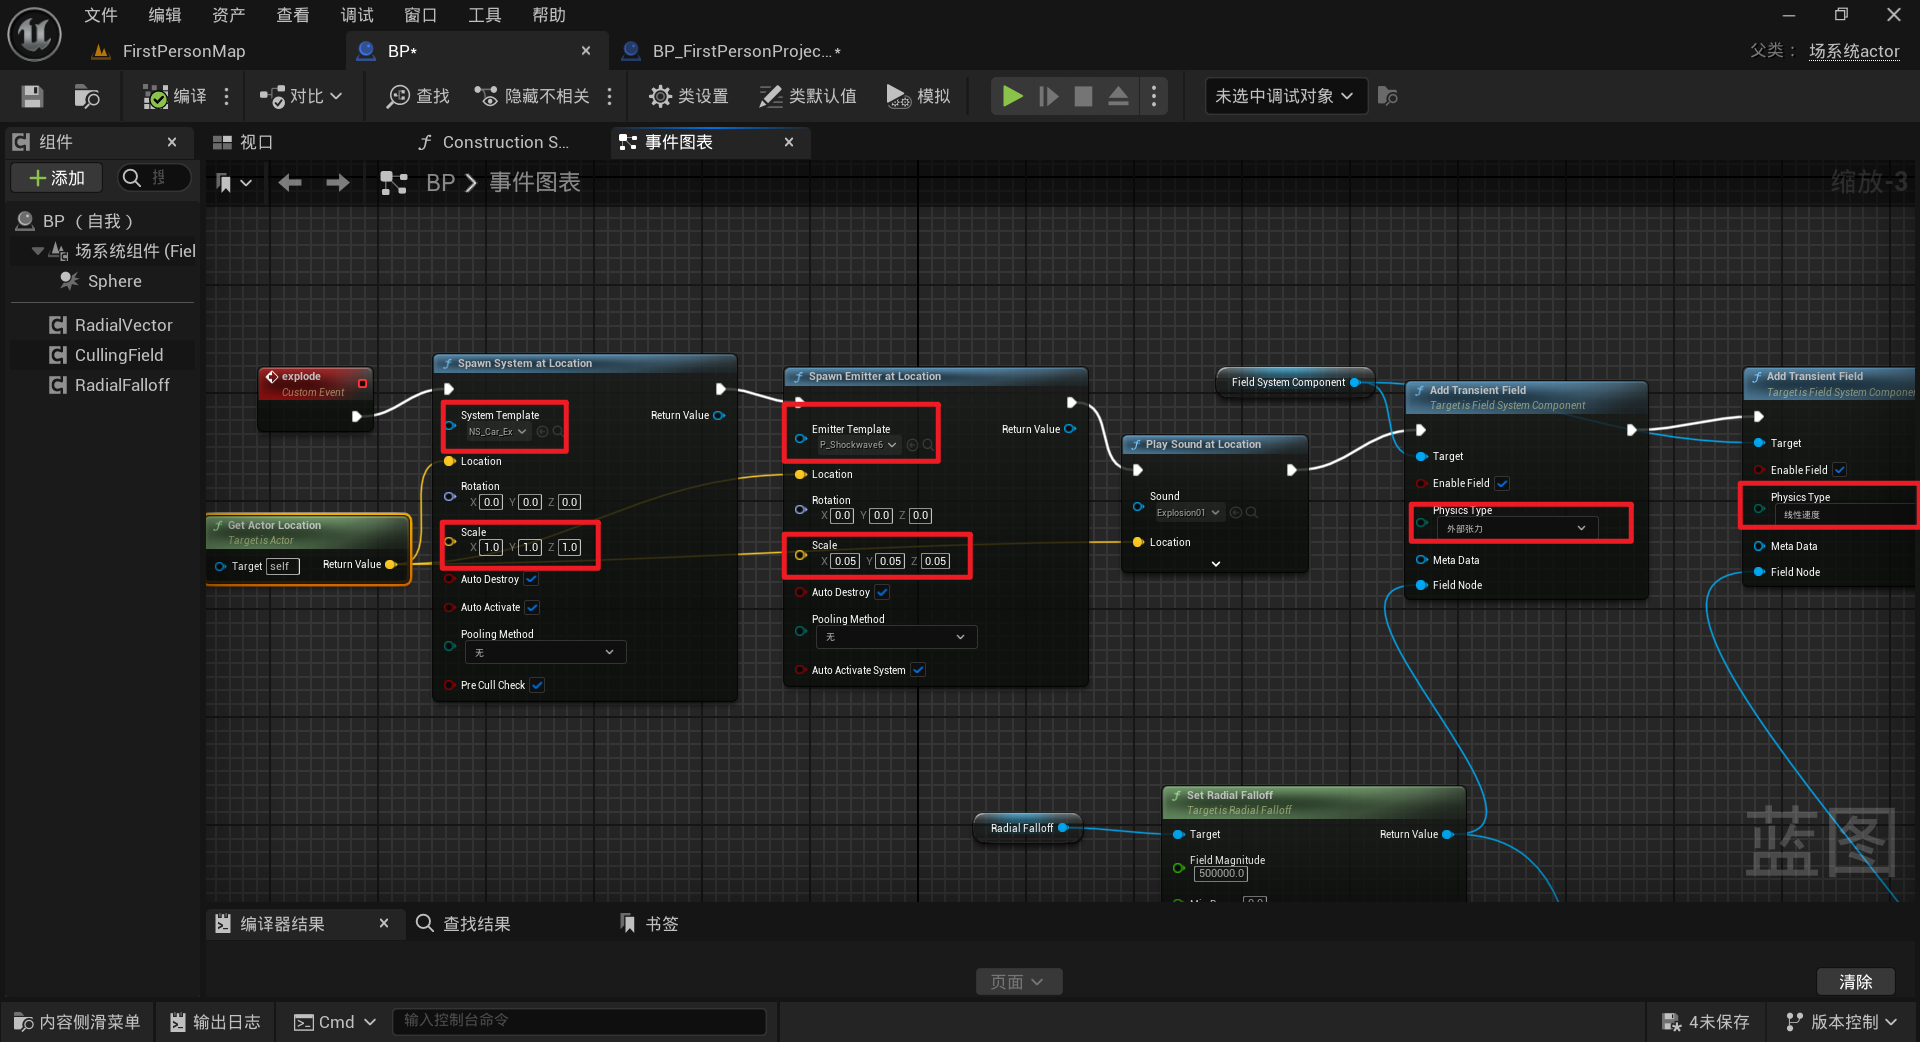 文件 编辑 资产 查看 调试 窗口 工具 帮助
FirstPersonMap
BP*
BP_FirstPersonProjec...*
父类： 场系统actor
编译
对比
查找
隐藏不相关
类设置
类默认值
模拟
未选中调试对象
组件
视口
Construction S...
事件图表
添加
BP > 事件图表
缩放-3
BP （自我）
场系统组件 (Fiel
Sphere
RadialVector
CullingField
RadialFalloff
explode
Custom Event
Get Actor Location
Target is Actor
Target self
Return Value
Spawn System at Location
System Template
NS_Car_Ex
Return Value
Location
Rotation
X 0.0 Y 0.0 Z 0.0
Scale
X 1.0 Y 1.0 Z 1.0
Auto Destroy
Auto Activate
Pooling Method
无
Pre Cull Check
Spawn Emitter at Location
Emitter Template
P_Shockwave6
Return Value
Location
Rotation
X 0.0 Y 0.0 Z 0.0
Scale
X 0.05 Y 0.05 Z 0.05
Auto Destroy
Pooling Method
无
Auto Activate System
Play Sound at Location
Sound
Explosion01
Location
Field System Component
Add Transient Field
Target is Field System Component
Target
Enable Field
Physics Type
外部张力
Meta Data
Field Node
Add Transient Field
Target is Field System Compone
Target
Enable Field
Physics Type
线性速度
Meta Data
Field Node
Radial Falloff
Set Radial Falloff
Target is Radial Falloff
Target
Return Value
Field Magnitude
500000.0
蓝图
编译器结果
查找结果
书签
页面
清除
内容侧滑菜单
输出日志
Cmd
输入控制台命令
4未保存
版本控制